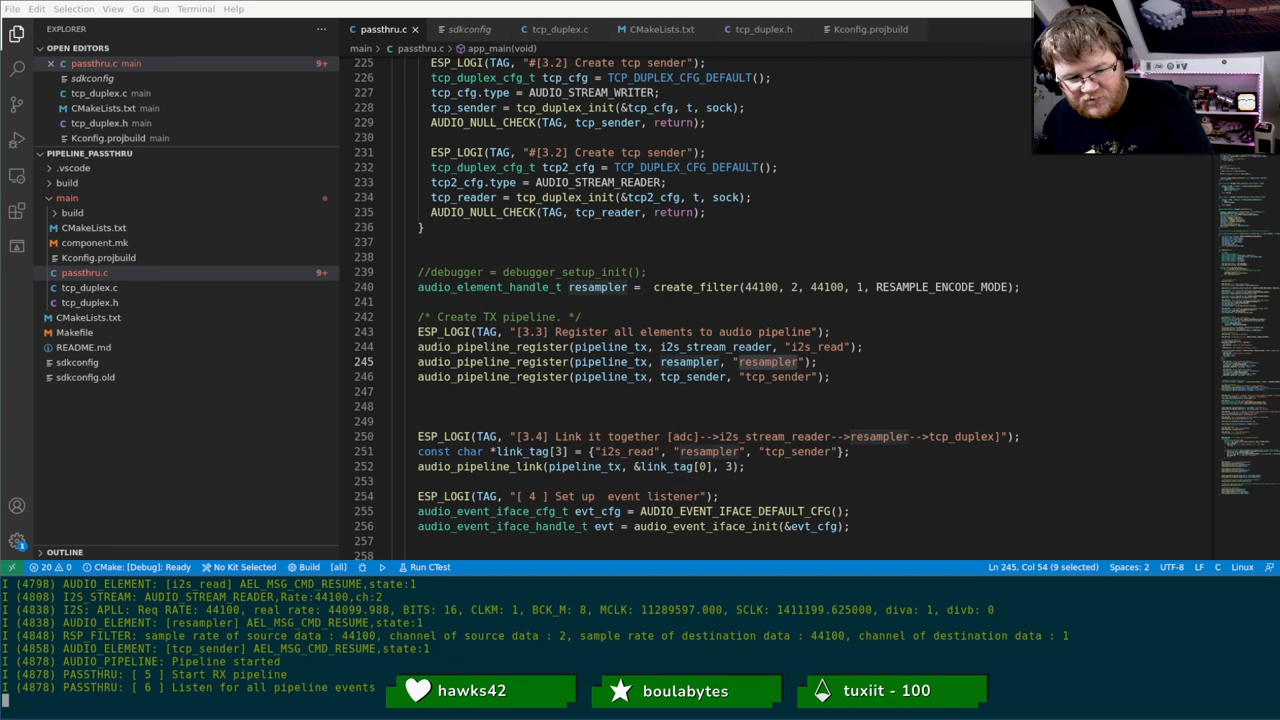 File Edit Selection View Go Run Terminal Help
EXPLORER
OPEN EDITORS
passthru.c main 9+
sdkconfig
tcp_duplex.c main
CMakeLists.txt main
tcp_duplex.h main
Kconfig.projbuild main
PIPELINE_PASSTHRU
.vscode
build
main
build
CMakeLists.txt
component.mk
Kconfig.projbuild
passthru.c 9+
tcp_duplex.c
tcp_duplex.h
CMakeLists.txt
Makefile
README.md
sdkconfig
sdkconfig.old
OUTLINE
passthru.c sdkconfig tcp_duplex.c CMakeLists.txt tcp_duplex.h Kconfig.projbuild
main > passthru.c > app_main(void)
225 ESP_LOGI(TAG, "#[3.2] Create tcp sender");
226 tcp_duplex_cfg_t tcp_cfg = TCP_DUPLEX_CFG_DEFAULT();
227 tcp_cfg.type = AUDIO_STREAM_WRITER;
228 tcp_sender = tcp_duplex_init(&tcp_cfg, t, sock);
229 AUDIO_NULL_CHECK(TAG, tcp_sender, return);
230
231 ESP_LOGI(TAG, "#[3.2] Create tcp sender");
232 tcp_duplex_cfg_t tcp2_cfg = TCP_DUPLEX_CFG_DEFAULT();
233 tcp2_cfg.type = AUDIO_STREAM_READER;
234 tcp_reader = tcp_duplex_init(&tcp2_cfg, t, sock);
235 AUDIO_NULL_CHECK(TAG, tcp_reader, return);
236 }
237
238
239 //debugger = debugger_setup_init();
240 audio_element_handle_t resampler = create_filter(44100, 2, 44100, 1, RESAMPLE_ENCODE_MODE);
241
242 /* Create TX pipeline. */
243 ESP_LOGI(TAG, "[3.3] Register all elements to audio pipeline");
244 audio_pipeline_register(pipeline_tx, i2s_stream_reader, "i2s_read");
245 audio_pipeline_register(pipeline_tx, resampler, "resampler");
246 audio_pipeline_register(pipeline_tx, tcp_sender, "tcp_sender");
247
248
249
250 ESP_LOGI(TAG, "[3.4] Link it together [adc]-->i2s_stream_reader-->resampler-->tcp_duplex]");
251 const char *link_tag[3] = {"i2s_read", "resampler", "tcp_sender"};
252 audio_pipeline_link(pipeline_tx, &link_tag[0], 3);
253
254 ESP_LOGI(TAG, "[ 4 ] Set up  event listener");
255 audio_event_iface_cfg_t evt_cfg = AUDIO_EVENT_IFACE_DEFAULT_CFG();
256 audio_event_iface_handle_t evt = audio_event_iface_init(&evt_cfg);
257
258
20 0 CMake: [Debug]: Ready No Kit Selected Build [all] Run CTest Ln 245, Col 54 (9 selected) Spaces: 2 UTF-8 LF C Linux
I (4798) AUDIO_ELEMENT: [i2s_read] AEL_MSG_CMD_RESUME,state:1
I (4808) I2S_STREAM: AUDIO_STREAM_READER,Rate:44100,ch:2
I (4838) I2S: APLL: Req RATE: 44100, real rate: 44099.988, BITS: 16, CLKM: 1, BCK_M: 8, MCLK: 11289597.000, SCLK: 1411199.625000, diva: 1, divb: 0
I (4838) AUDIO_ELEMENT: [resampler] AEL_MSG_CMD_RESUME,state:1
I (4848) RSP_FILTER: sample rate of source data : 44100, channel of source data : 2, sample rate of destination data : 44100, channel of destination data : 1
I (4858) AUDIO_ELEMENT: [tcp_sender] AEL_MSG_CMD_RESUME,state:1
I (4878) AUDIO_PIPELINE: Pipeline started
I (4878) PASSTHRU: [ 5 ] Start RX pipeline
I (4878) PASSTHRU: [ 6 ] Listen for all pipeline events
hawks42
boulabytes
tuxiit - 100